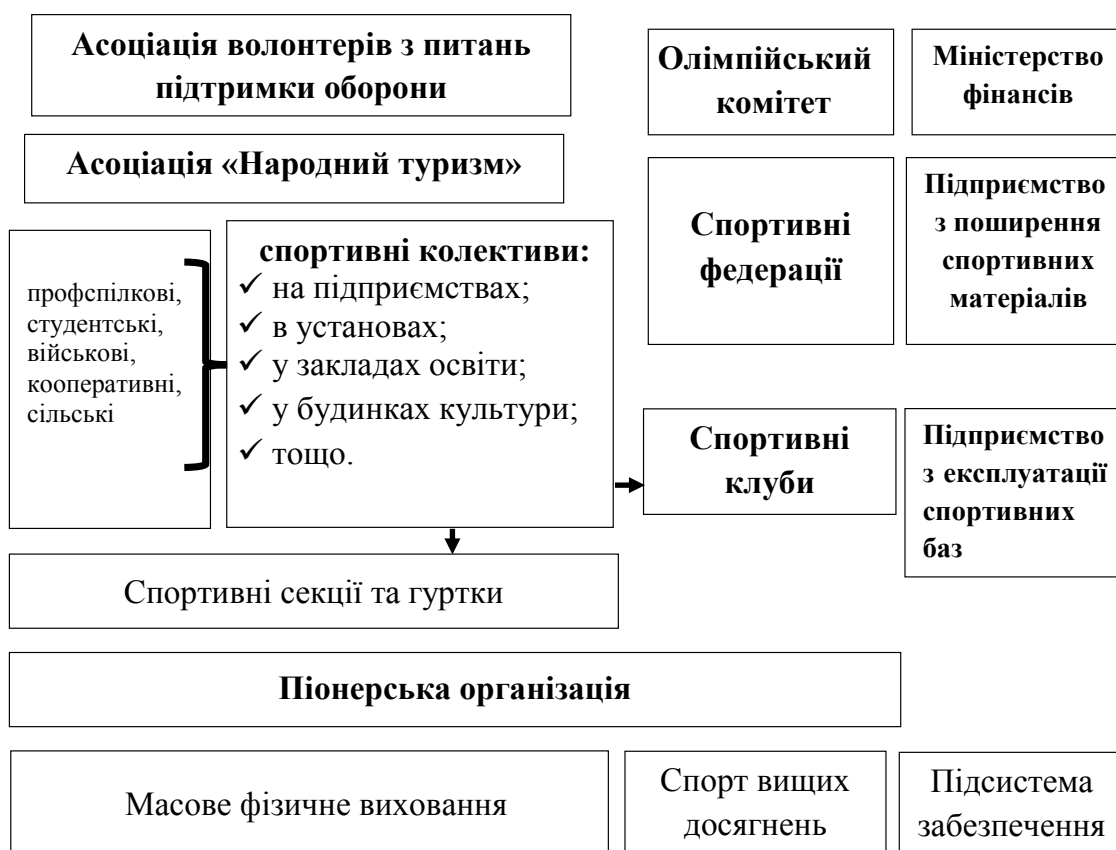 Асоціація волонтерів з питань
підтримки оборони
Олімпійський
комітет
Міністерство
фінансів
Асоціація «Народний туризм»
Спортивні
федерації
Підприємство
з поширення
спортивних
матеріалів
профспілкові,
студентські,
військові,
кооперативні,
сільські
спортивні колективи:
✓ на підприємствах;
✓ в установах;
✓ у закладах освіти;
✓ у будинках культури;
✓ тощо.
Спортивні
клуби
Підприємство
з експлуатації
спортивних
баз
Спортивні секції та гуртки
Піонерська організація
Масове фізичне виховання
Спорт вищих
досягнень
Підсистема
забезпечення